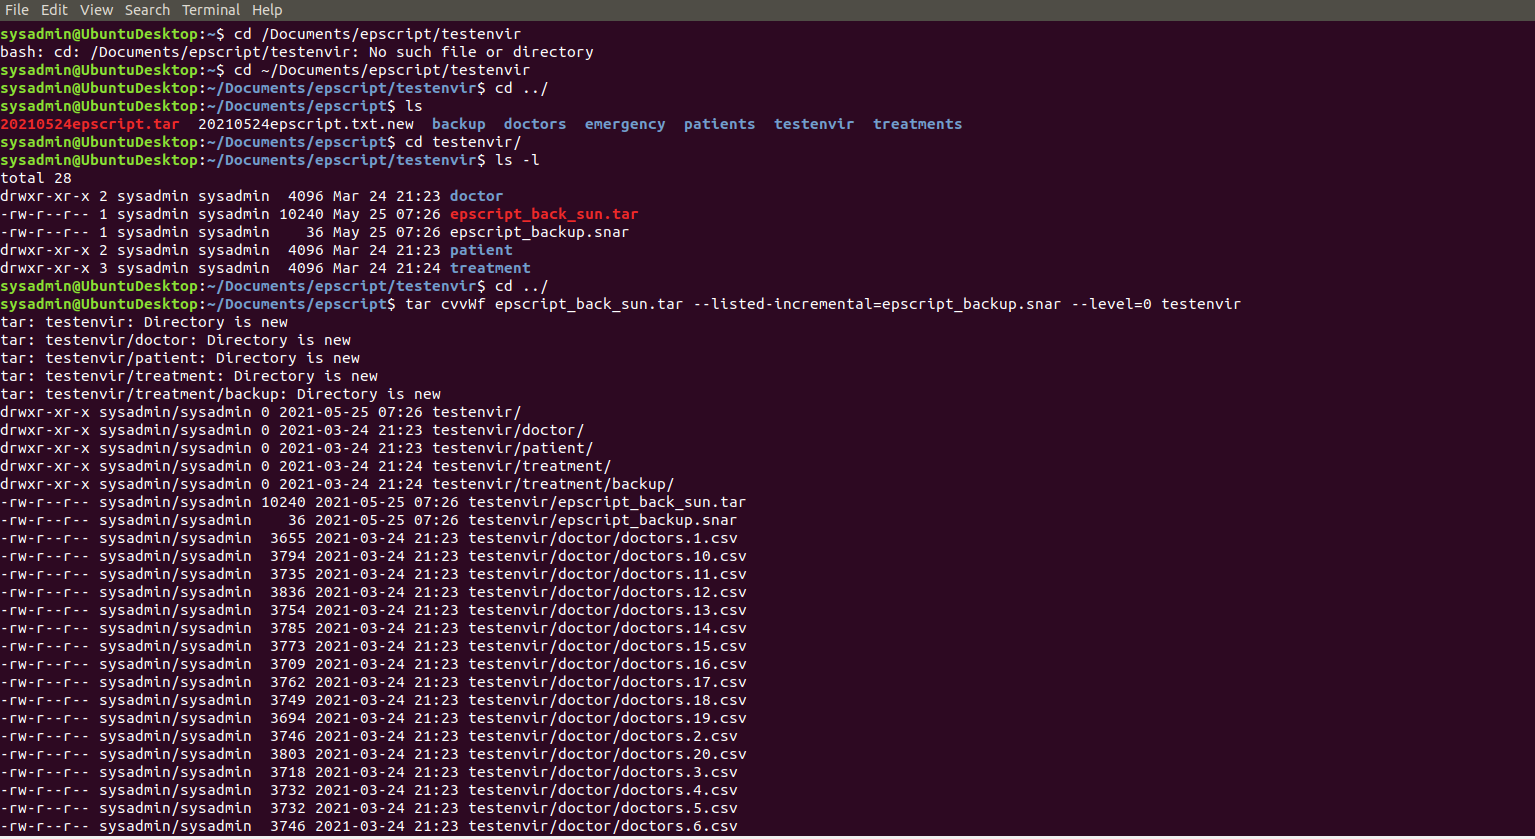 File Edit View Search Terminal Help
sysadmin@UbuntuDesktop:~$ cd /Documents/epscript/testenvir
bash: cd: /Documents/epscript/testenvir: No such file or directory
sysadmin@UbuntuDesktop:~$ cd ~/Documents/epscript/testenvir
sysadmin@UbuntuDesktop:~/Documents/epscript/testenvir$ cd ../
sysadmin@UbuntuDesktop:~/Documents/epscript$ ls
20210524epscript.tar  20210524epscript.txt.new  backup  doctors  emergency  patients  testenvir  treatments
sysadmin@UbuntuDesktop:~/Documents/epscript$ cd testenvir/
sysadmin@UbuntuDesktop:~/Documents/epscript/testenvir$ ls -l
total 28
drwxr-xr-x 2 sysadmin sysadmin  4096 Mar 24 21:23 doctor
-rw-r--r-- 1 sysadmin sysadmin 10240 May 25 07:26 epscript_back_sun.tar
-rw-r--r-- 1 sysadmin sysadmin    36 May 25 07:26 epscript_backup.snar
drwxr-xr-x 2 sysadmin sysadmin  4096 Mar 24 21:23 patient
drwxr-xr-x 3 sysadmin sysadmin  4096 Mar 24 21:24 treatment
sysadmin@UbuntuDesktop:~/Documents/epscript/testenvir$ cd ../
sysadmin@UbuntuDesktop:~/Documents/epscript$ tar cvvWf epscript_back_sun.tar --listed-incremental=epscript_backup.snar --level=0 testenvir
tar: testenvir: Directory is new
tar: testenvir/doctor: Directory is new
tar: testenvir/patient: Directory is new
tar: testenvir/treatment: Directory is new
tar: testenvir/treatment/backup: Directory is new
drwxr-xr-x sysadmin/sysadmin 0 2021-05-25 07:26 testenvir/
drwxr-xr-x sysadmin/sysadmin 0 2021-03-24 21:23 testenvir/doctor/
drwxr-xr-x sysadmin/sysadmin 0 2021-03-24 21:23 testenvir/patient/
drwxr-xr-x sysadmin/sysadmin 0 2021-03-24 21:24 testenvir/treatment/
drwxr-xr-x sysadmin/sysadmin 0 2021-03-24 21:24 testenvir/treatment/backup/
-rw-r--r-- sysadmin/sysadmin 10240 2021-05-25 07:26 testenvir/epscript_back_sun.tar
-rw-r--r-- sysadmin/sysadmin    36 2021-05-25 07:26 testenvir/epscript_backup.snar
-rw-r--r-- sysadmin/sysadmin  3655 2021-03-24 21:23 testenvir/doctor/doctors.1.csv
-rw-r--r-- sysadmin/sysadmin  3794 2021-03-24 21:23 testenvir/doctor/doctors.10.csv
-rw-r--r-- sysadmin/sysadmin  3735 2021-03-24 21:23 testenvir/doctor/doctors.11.csv
-rw-r--r-- sysadmin/sysadmin  3836 2021-03-24 21:23 testenvir/doctor/doctors.12.csv
-rw-r--r-- sysadmin/sysadmin  3754 2021-03-24 21:23 testenvir/doctor/doctors.13.csv
-rw-r--r-- sysadmin/sysadmin  3785 2021-03-24 21:23 testenvir/doctor/doctors.14.csv
-rw-r--r-- sysadmin/sysadmin  3773 2021-03-24 21:23 testenvir/doctor/doctors.15.csv
-rw-r--r-- sysadmin/sysadmin  3709 2021-03-24 21:23 testenvir/doctor/doctors.16.csv
-rw-r--r-- sysadmin/sysadmin  3762 2021-03-24 21:23 testenvir/doctor/doctors.17.csv
-rw-r--r-- sysadmin/sysadmin  3749 2021-03-24 21:23 testenvir/doctor/doctors.18.csv
-rw-r--r-- sysadmin/sysadmin  3694 2021-03-24 21:23 testenvir/doctor/doctors.19.csv
-rw-r--r-- sysadmin/sysadmin  3746 2021-03-24 21:23 testenvir/doctor/doctors.2.csv
-rw-r--r-- sysadmin/sysadmin  3803 2021-03-24 21:23 testenvir/doctor/doctors.20.csv
-rw-r--r-- sysadmin/sysadmin  3718 2021-03-24 21:23 testenvir/doctor/doctors.3.csv
-rw-r--r-- sysadmin/sysadmin  3732 2021-03-24 21:23 testenvir/doctor/doctors.4.csv
-rw-r--r-- sysadmin/sysadmin  3732 2021-03-24 21:23 testenvir/doctor/doctors.5.csv
-rw-r--r-- sysadmin/sysadmin  3746 2021-03-24 21:23 testenvir/doctor/doctors.6.csv